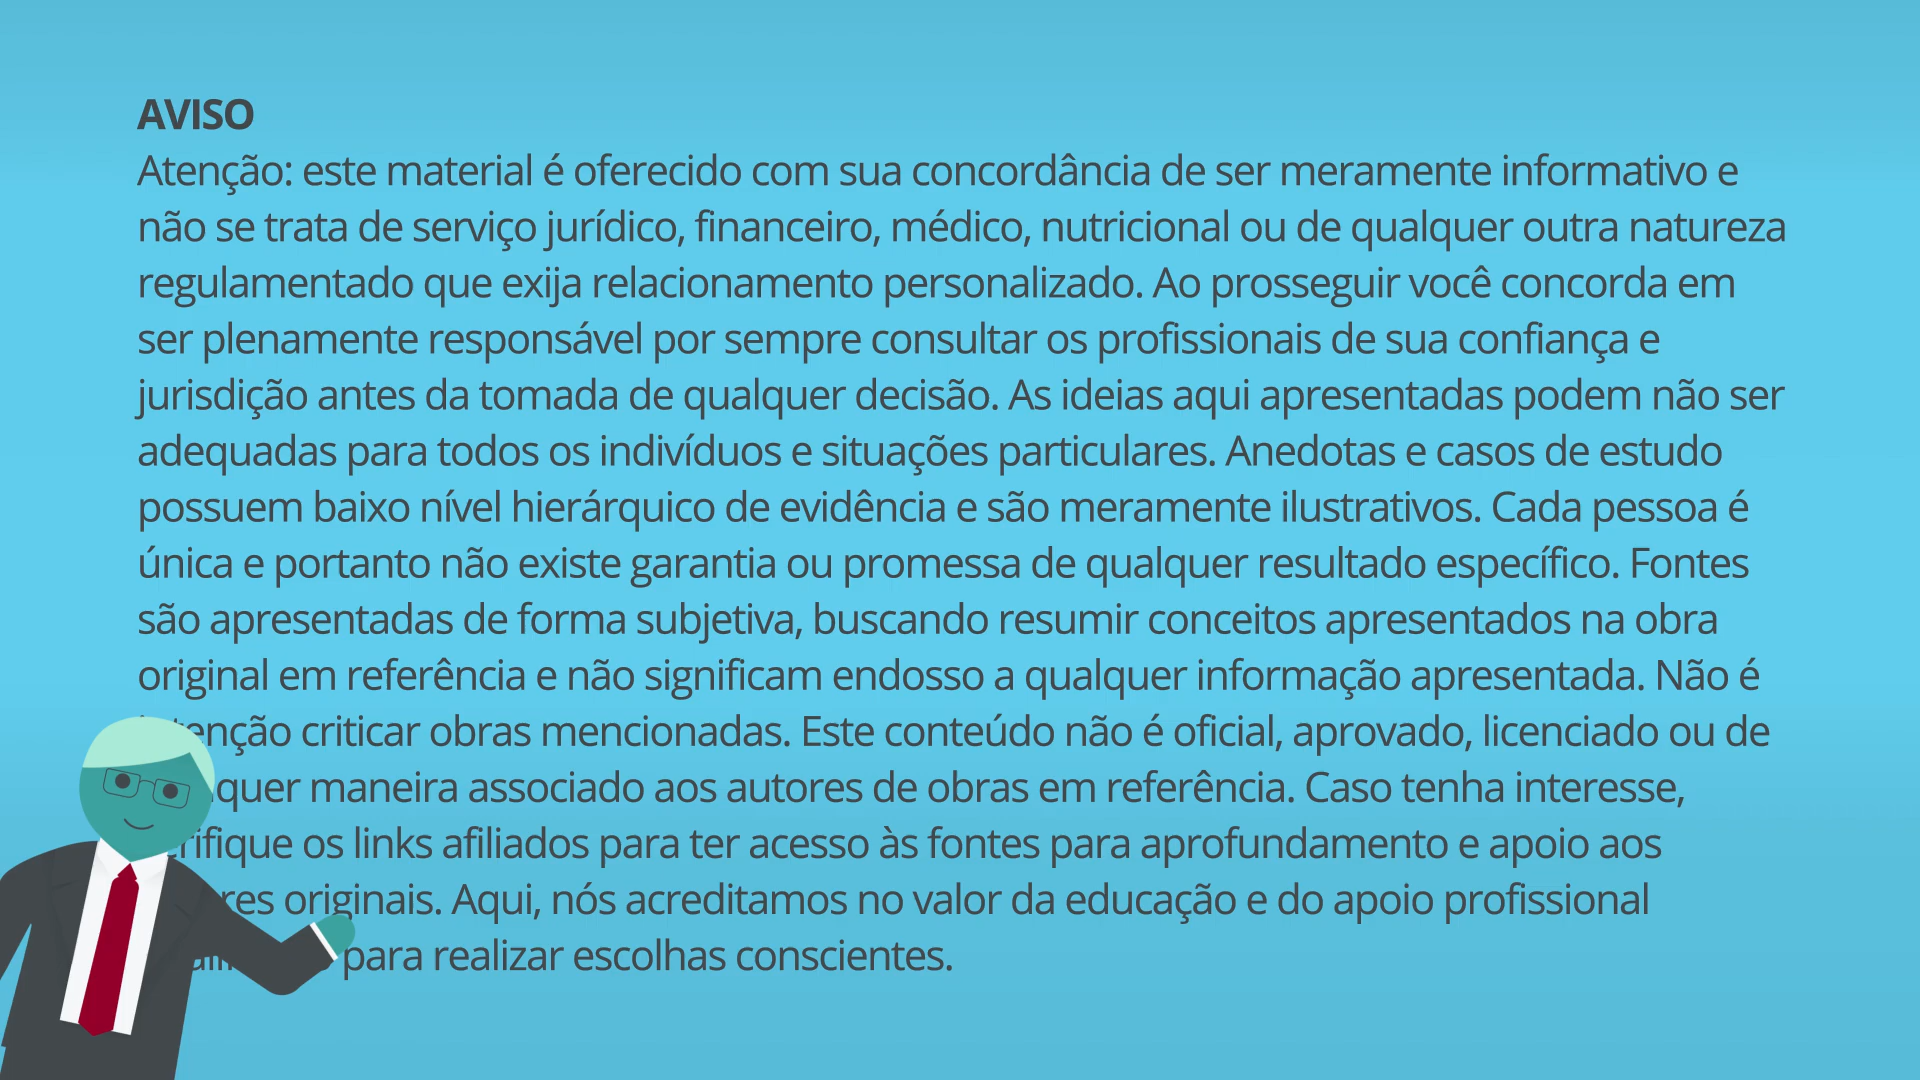 AVISO
Atenção: este material é oferecido com sua concordância de ser meramente informativo e
não se trata de serviço jurídico, financeiro, médico, nutricional ou de qualquer outra natureza
regulamentado que exija relacionamento personalizado. Ao prosseguir você concorda em
ser plenamente responsável por sempre consultar os profissionais de sua confiança e
jurisdição antes da tomada de qualquer decisão. As ideias aqui apresentadas podem não ser
adequadas para todos os indivíduos e situações particulares. Anedotas e casos de estudo
possuem baixo nível hierárquico de evidência e são meramente ilustrativos. Cada pessoa é
única e portanto não existe garantia ou promessa de qualquer resultado específico. Fontes
são apresentadas de forma subjetiva, buscando resumir conceitos apresentados na obra
original em referência e não significam endosso a qualquer informação apresentada. Não é
criticar obras mencionadas. Este conteúdo não é oficial, aprovado, licenciado ou de
maneira associado aos autores de obras em referência. Caso tenha interesse,
os links afiliados para ter acesso às fontes para aprofundamento e apoio aos
originais. Aqui, nós acreditamos no valor da educação e do apoio profissional
para realizar escolhas conscientes.